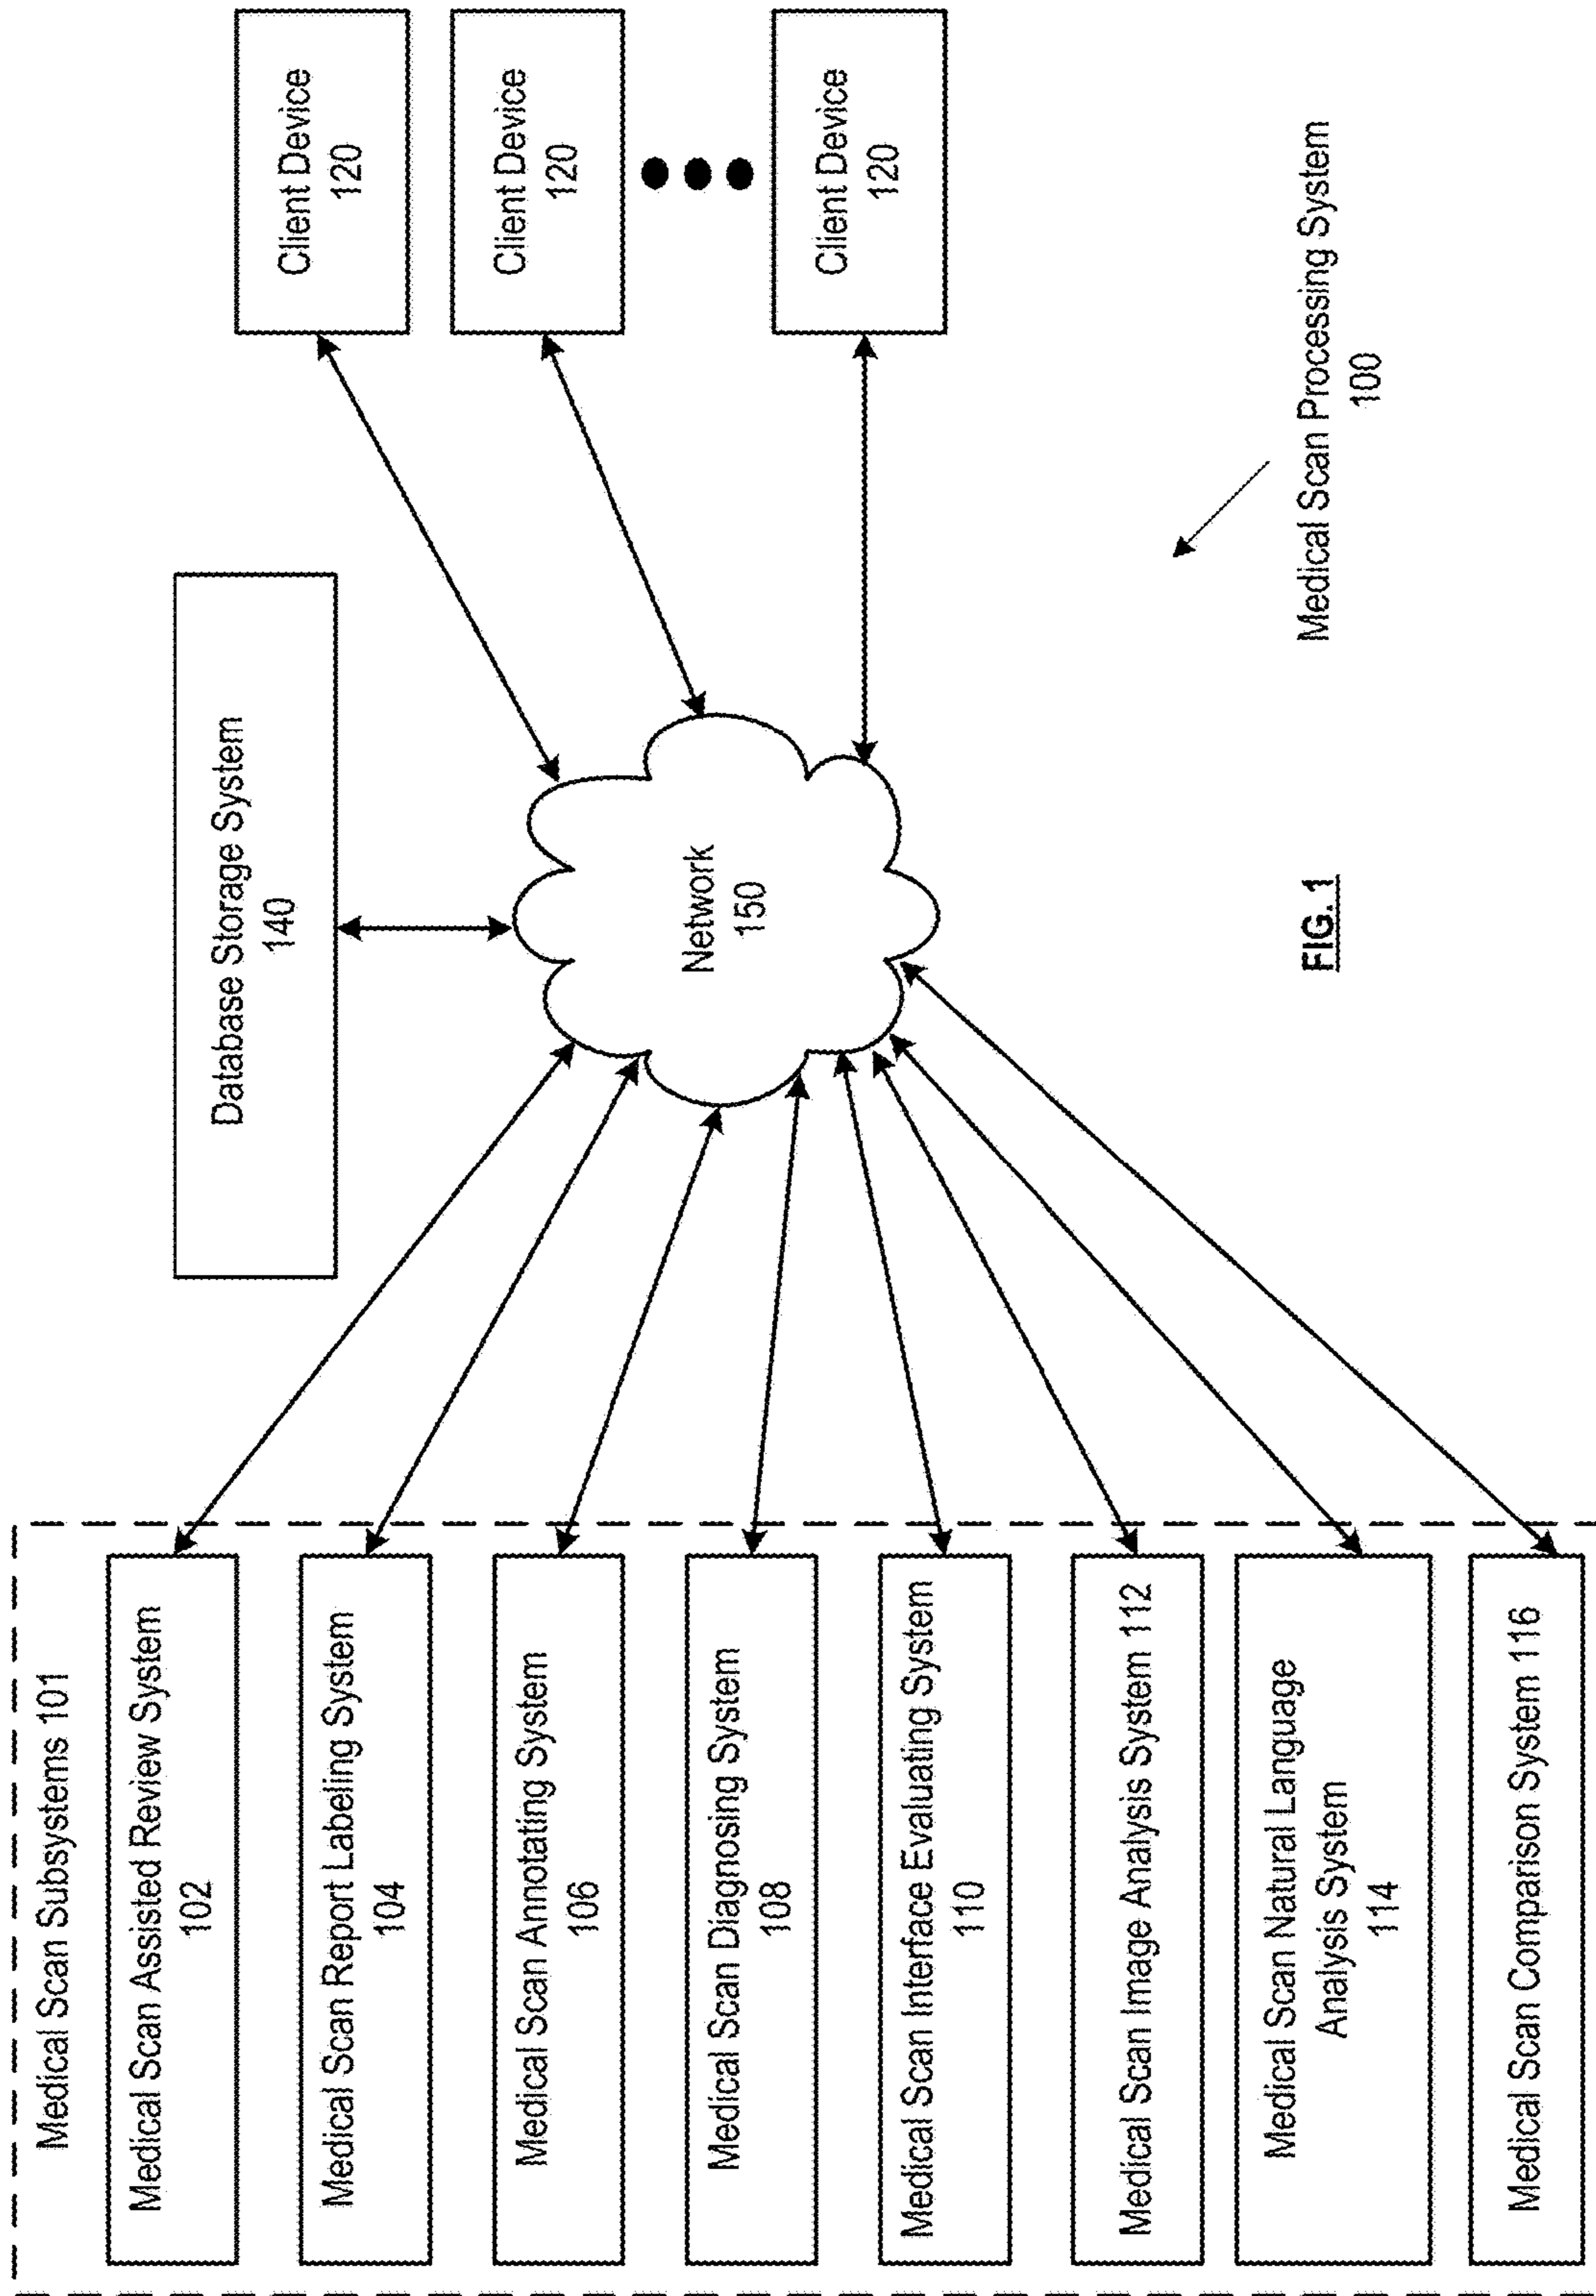 Medical Scan Subsystems 101
Medical Scan Assisted Review System
102
Medical Scan Report Labeling System
104
Medical Scan Annotating System
106
Medical Scan Diagnosing System
108
Medical Scan Interface Evaluating System
110
Medical Scan Image Analysis System 112
Medical Scan Natural Language
Analysis System
114
Medical Scan Comparison System 116
Database Storage System
140
Network
150
Client Device
120
Client Device
120
Client Device
120
Medical Scan Processing System
100
FIG. 1